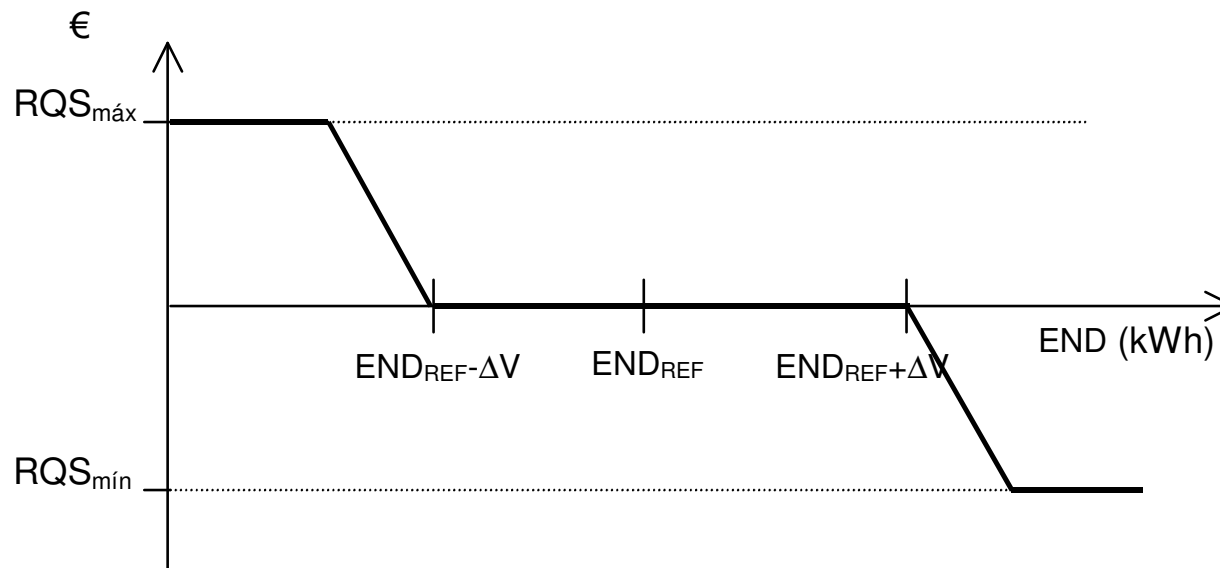 €
RQSmáx
END (kWh)
ENDREF-ΔV
ENDREF
ENDREF+ΔV
RQSmín